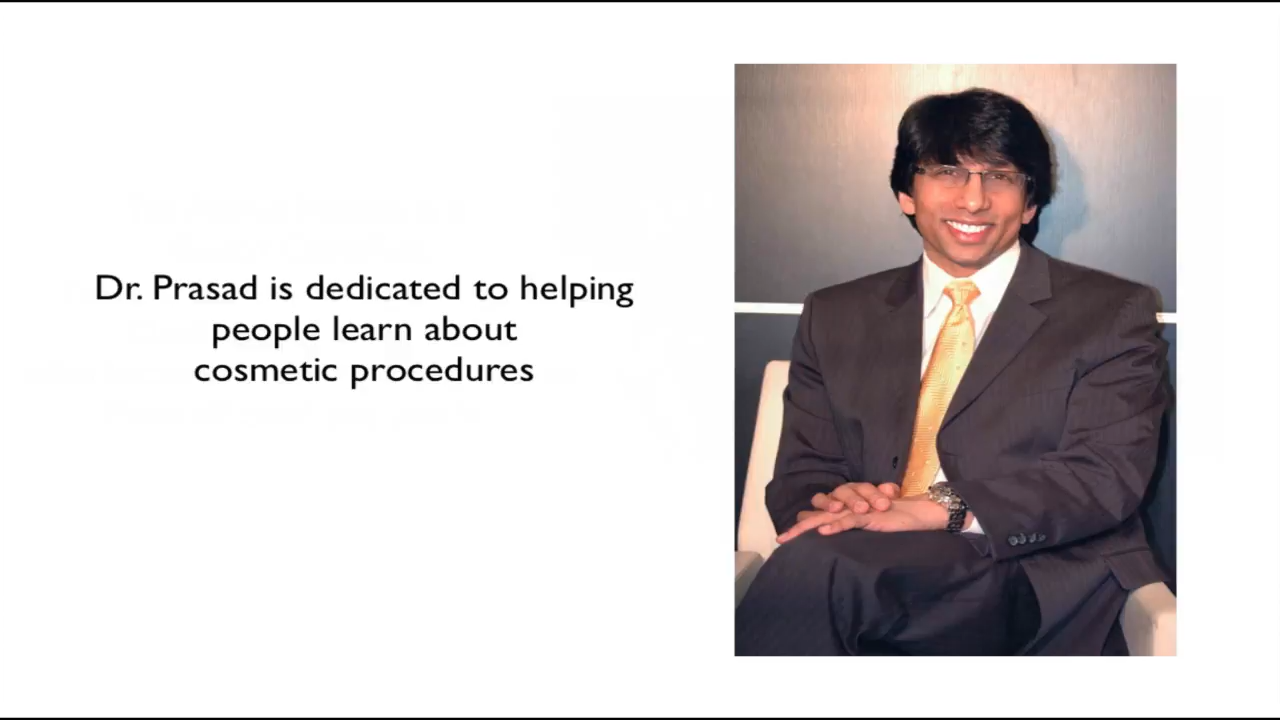 Dr. Prasad is dedicated to helping
people learn about
cosmetic procedures